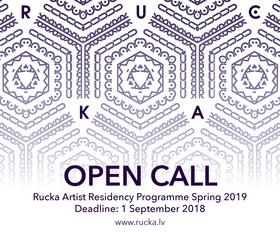 R U C
K A
OPEN CALL
Rucka Artist Residency Programme Spring 2019
Deadline: 1 September 2018
www.rucka.lv